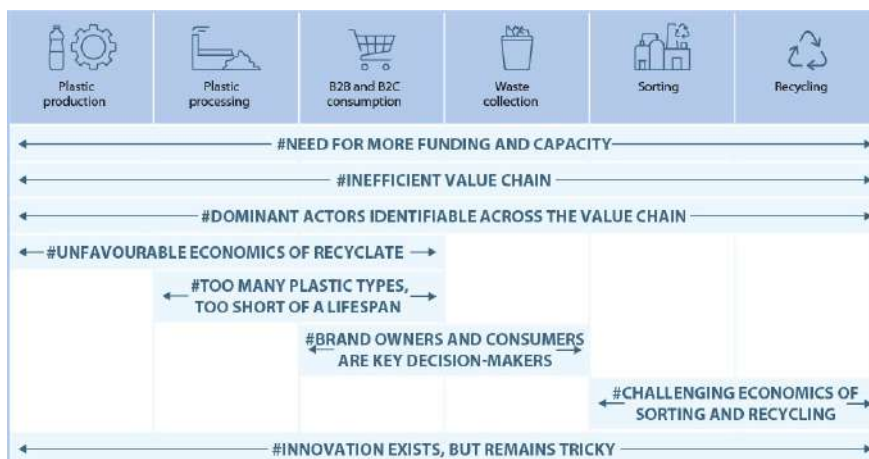 Plastic
production
Plastic
processing
B2B and B2C
consumption
Waste
collection
Sorting
Recycling
#NEED FOR MORE FUNDING AND CAPACITY
#INEFFICIENT VALUE CHAIN
#DOMINANT ACTORS IDENTIFIABLE ACROSS THE VALUE CHAIN
#UNFAVOURABLE ECONOMICS OF RECYCLATE
#TOO MANY PLASTIC TYPES,
TOO SHORT OF A LIFESPAN
#BRAND OWNERS AND CONSUMERS
ARE KEY DECISION-MAKERS
#CHALLENGING ECONOMICS OF
SORTING AND RECYCLING
#INNOVATION EXISTS, BUT REMAINS TRICKY